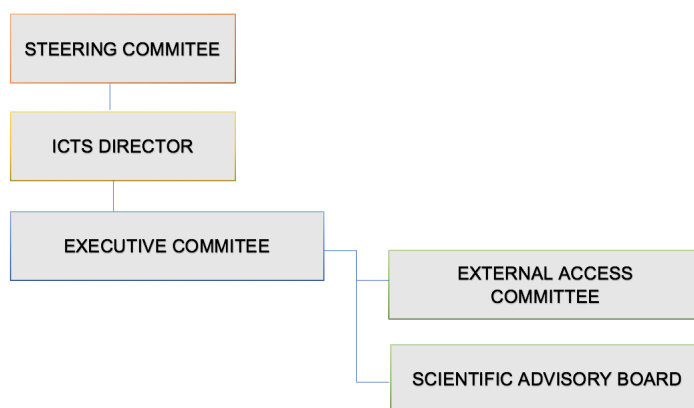 STEERING COMMITEE
ICTS DIRECTOR
EXECUTIVE COMMITEE
EXTERNAL ACCESS
COMMITTEE
SCIENTIFIC ADVISORY BOARD